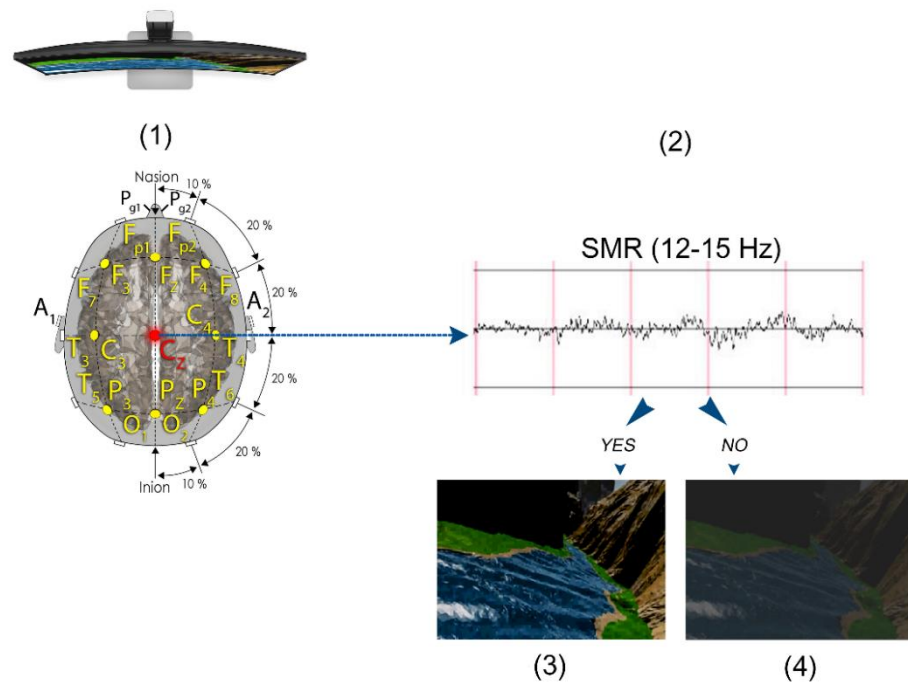 (1)
(2)
Nasion
10 %
Pg1
Pg2
20 %
Fp1
Fp2
F7
F3
Fz
F4
F8
20 %
A1
A2
C4
T3
C3
Cz
T4
T5
P3
Pz
P4
T6
20 %
O1
O2
20 %
Inion
10 %
SMR (12-15 Hz)
YES
NO
(3)
(4)